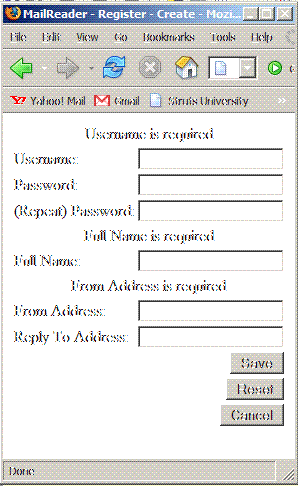 MailReader - Register - Create - Mozi...
File Edit View Go Bookmarks Tools Help
Yahoo! Mail Gmail Struts University »
Username is required
Username:
Password:
(Repeat) Password:
Full Name is required
Full Name:
From Address is required
From Address:
Reply To Address:
Save
Reset
Cancel
Done